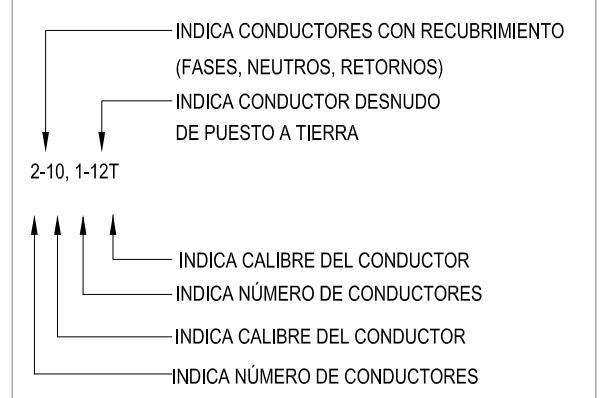 INDICA CONDUCTORES CON RECUBRIMIENTO
(FASES, NEUTROS, RETORNOS)
INDICA CONDUCTOR DESNUDO
DE PUESTO A TIERRA
2-10, 1-12T
INDICA CALIBRE DEL CONDUCTOR
INDICA NÚMERO DE CONDUCTORES
INDICA CALIBRE DEL CONDUCTOR
INDICA NÚMERO DE CONDUCTORES